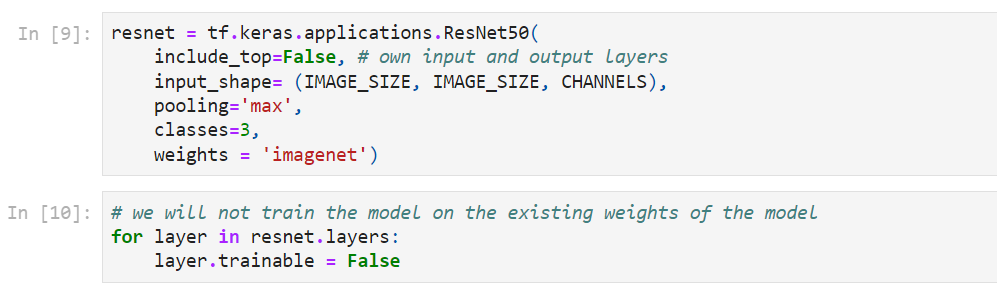 In [9]: resnet = tf.keras.applications.ResNet50(
include_top=False, # own input and output layers
input_shape= (IMAGE_SIZE, IMAGE_SIZE, CHANNELS),
pooling='max',
classes=3,
weights = 'imagenet')
In [10]: # we will not train the model on the existing weights of the model
for layer in resnet.layers:
layer.trainable = False